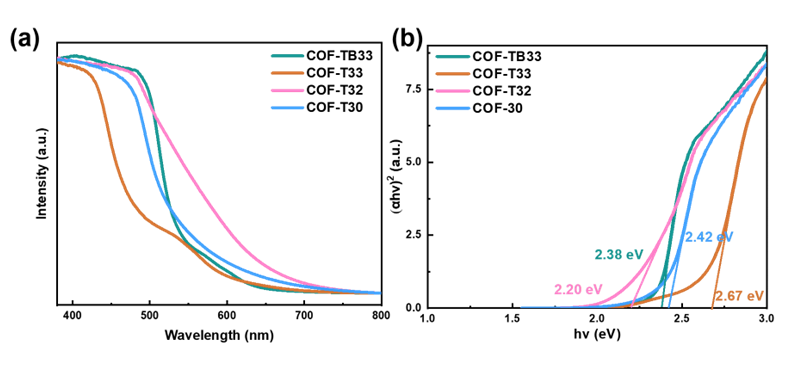 (a)
COF-TB33
COF-T33
COF-T32
COF-T30
Intensity (a.u.)
400 500 600 700 800
Wavelength (nm)
(b)
COF-TB33
COF-T33
COF-T32
COF-30
(αhν)² (a.u.)
7.5
5.0
2.5
0.0
2.38 eV
2.42 eV
2.20 eV
2.67 eV
1.0 1.5 2.0 2.5 3.0
hν (eV)